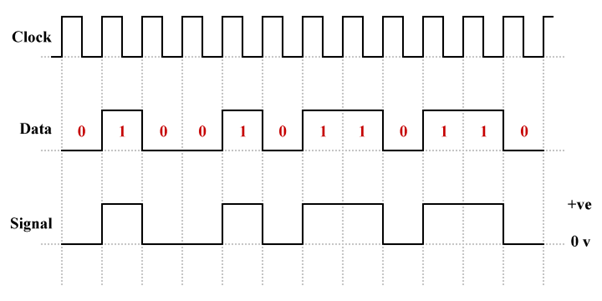 Clock
Data 0 1 0 0 1 0 1 1 0 1 1 0
+ve
Signal
0 v